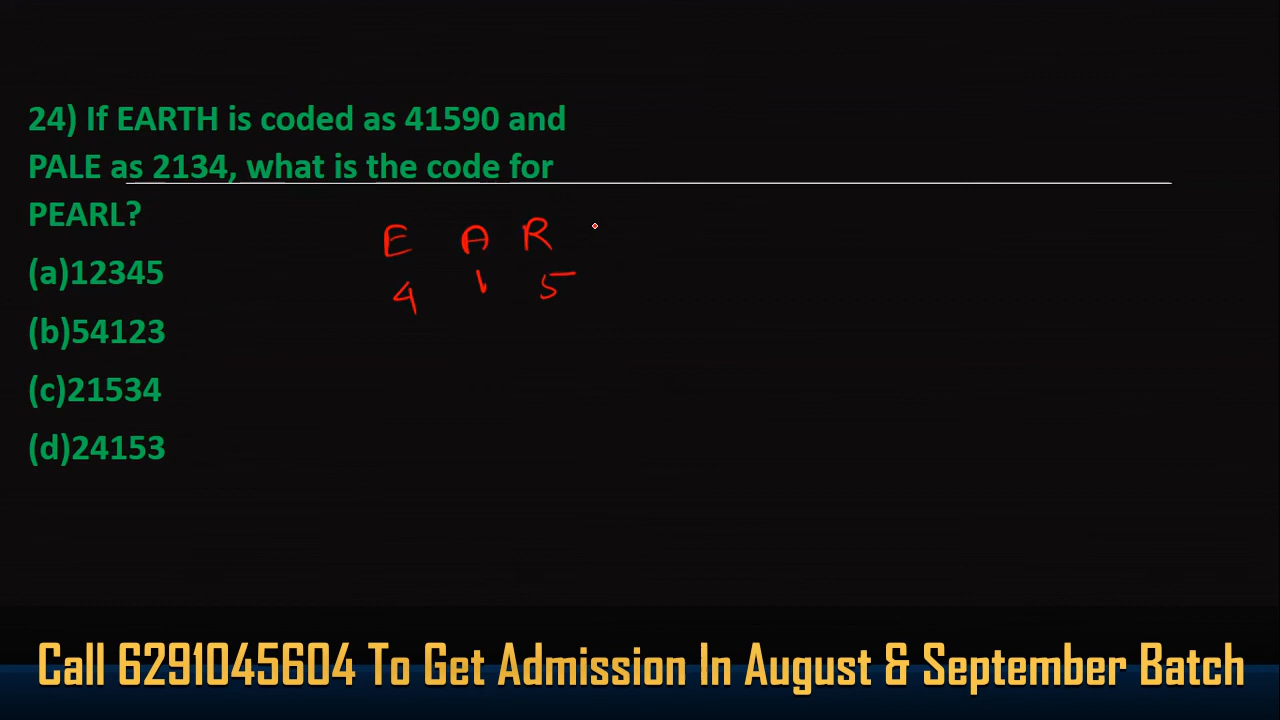 24) If EARTH is coded as 41590 and
PALE as 2134, what is the code for
PEARL?
(a)12345
(b)54123
(c)21534
(d)24153
E A R
4 1 5
Call 6291045604 To Get Admission In August & September Batch